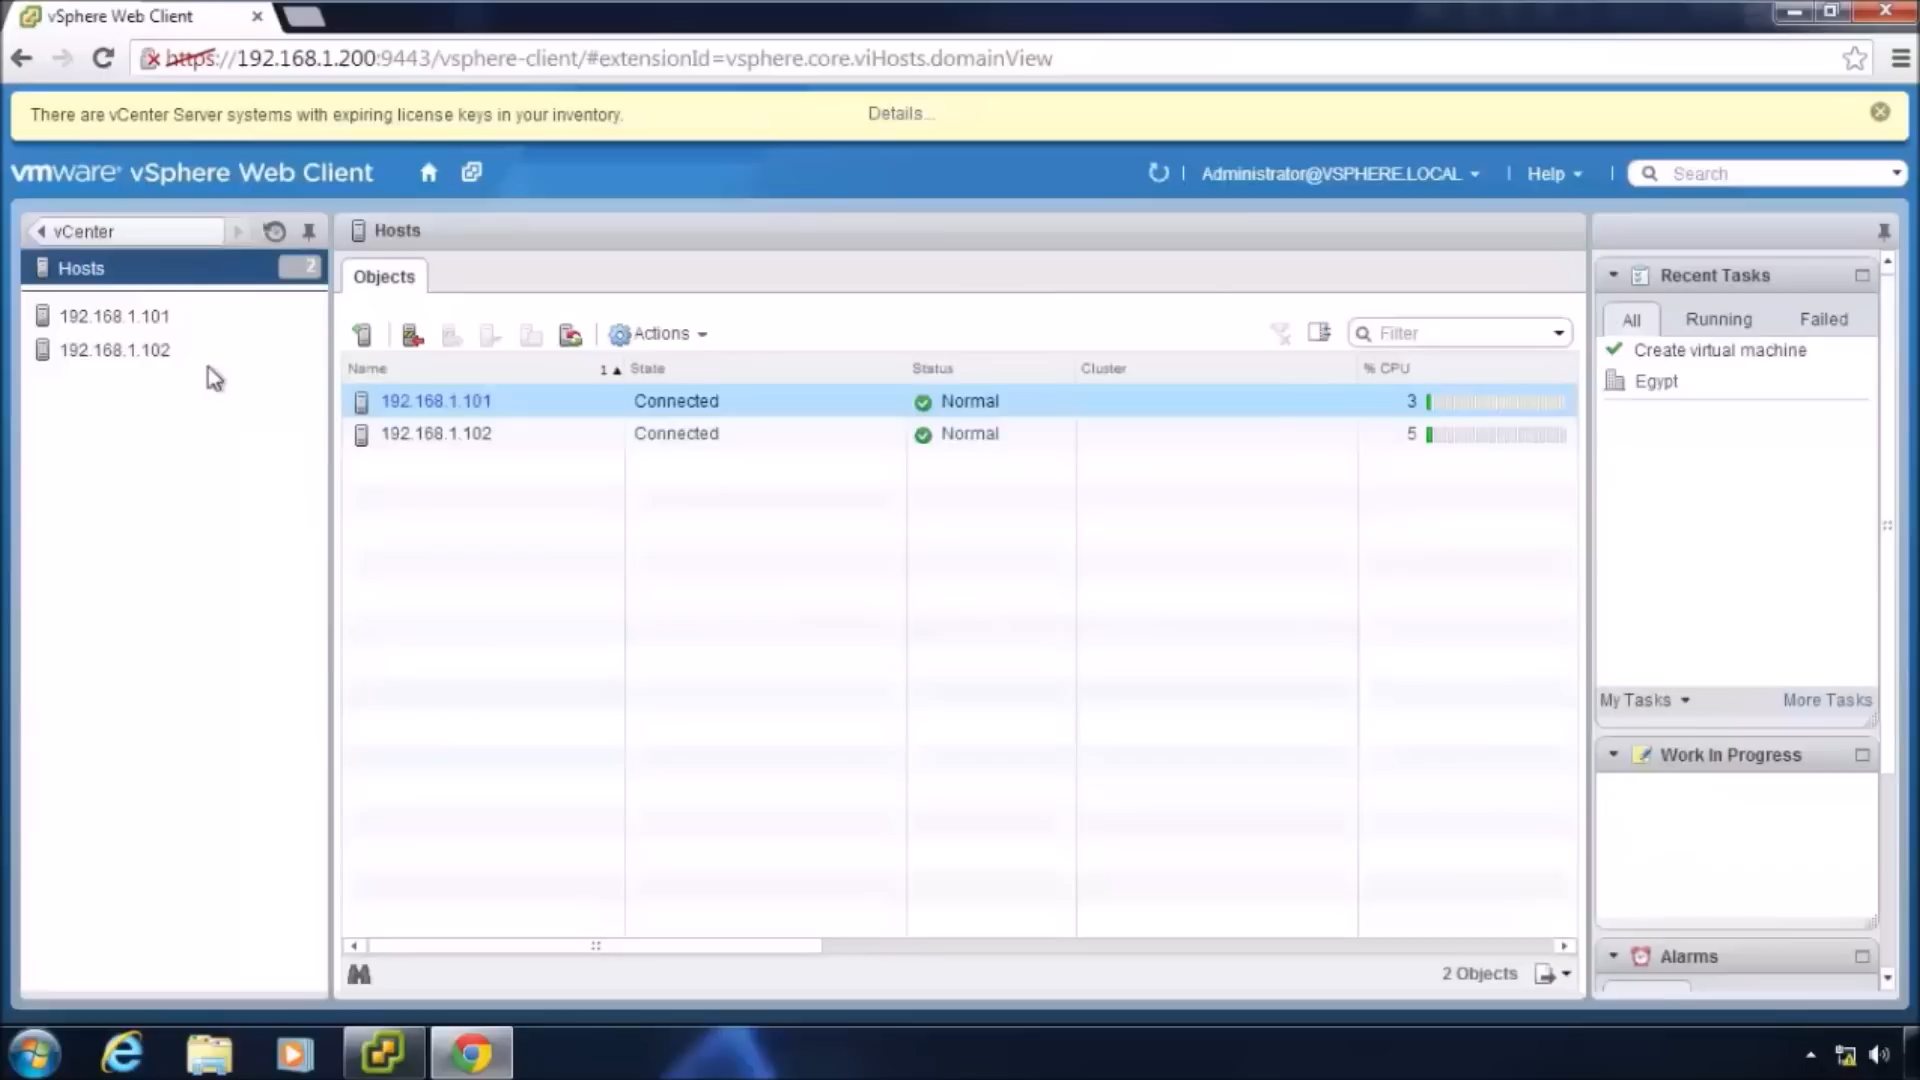 vSphere Web Client
https://192.168.1.200:9443/vsphere-client/#extensionId=vsphere.core.viHosts.domainView
There are vCenter Server systems with expiring license keys in your inventory. Details...
vmware® vSphere Web Client
Administrator@VSPHERE.LOCAL
Help
Search
vCenter
Hosts 2
192.168.1.101
192.168.1.102
Hosts
Objects
Actions
Filter
Name 1 State Status Cluster % CPU
192.168.1.101 Connected Normal 3
192.168.1.102 Connected Normal 5
2 Objects
Recent Tasks
All Running Failed
Create virtual machine
Egypt
My Tasks More Tasks
Work In Progress
Alarms